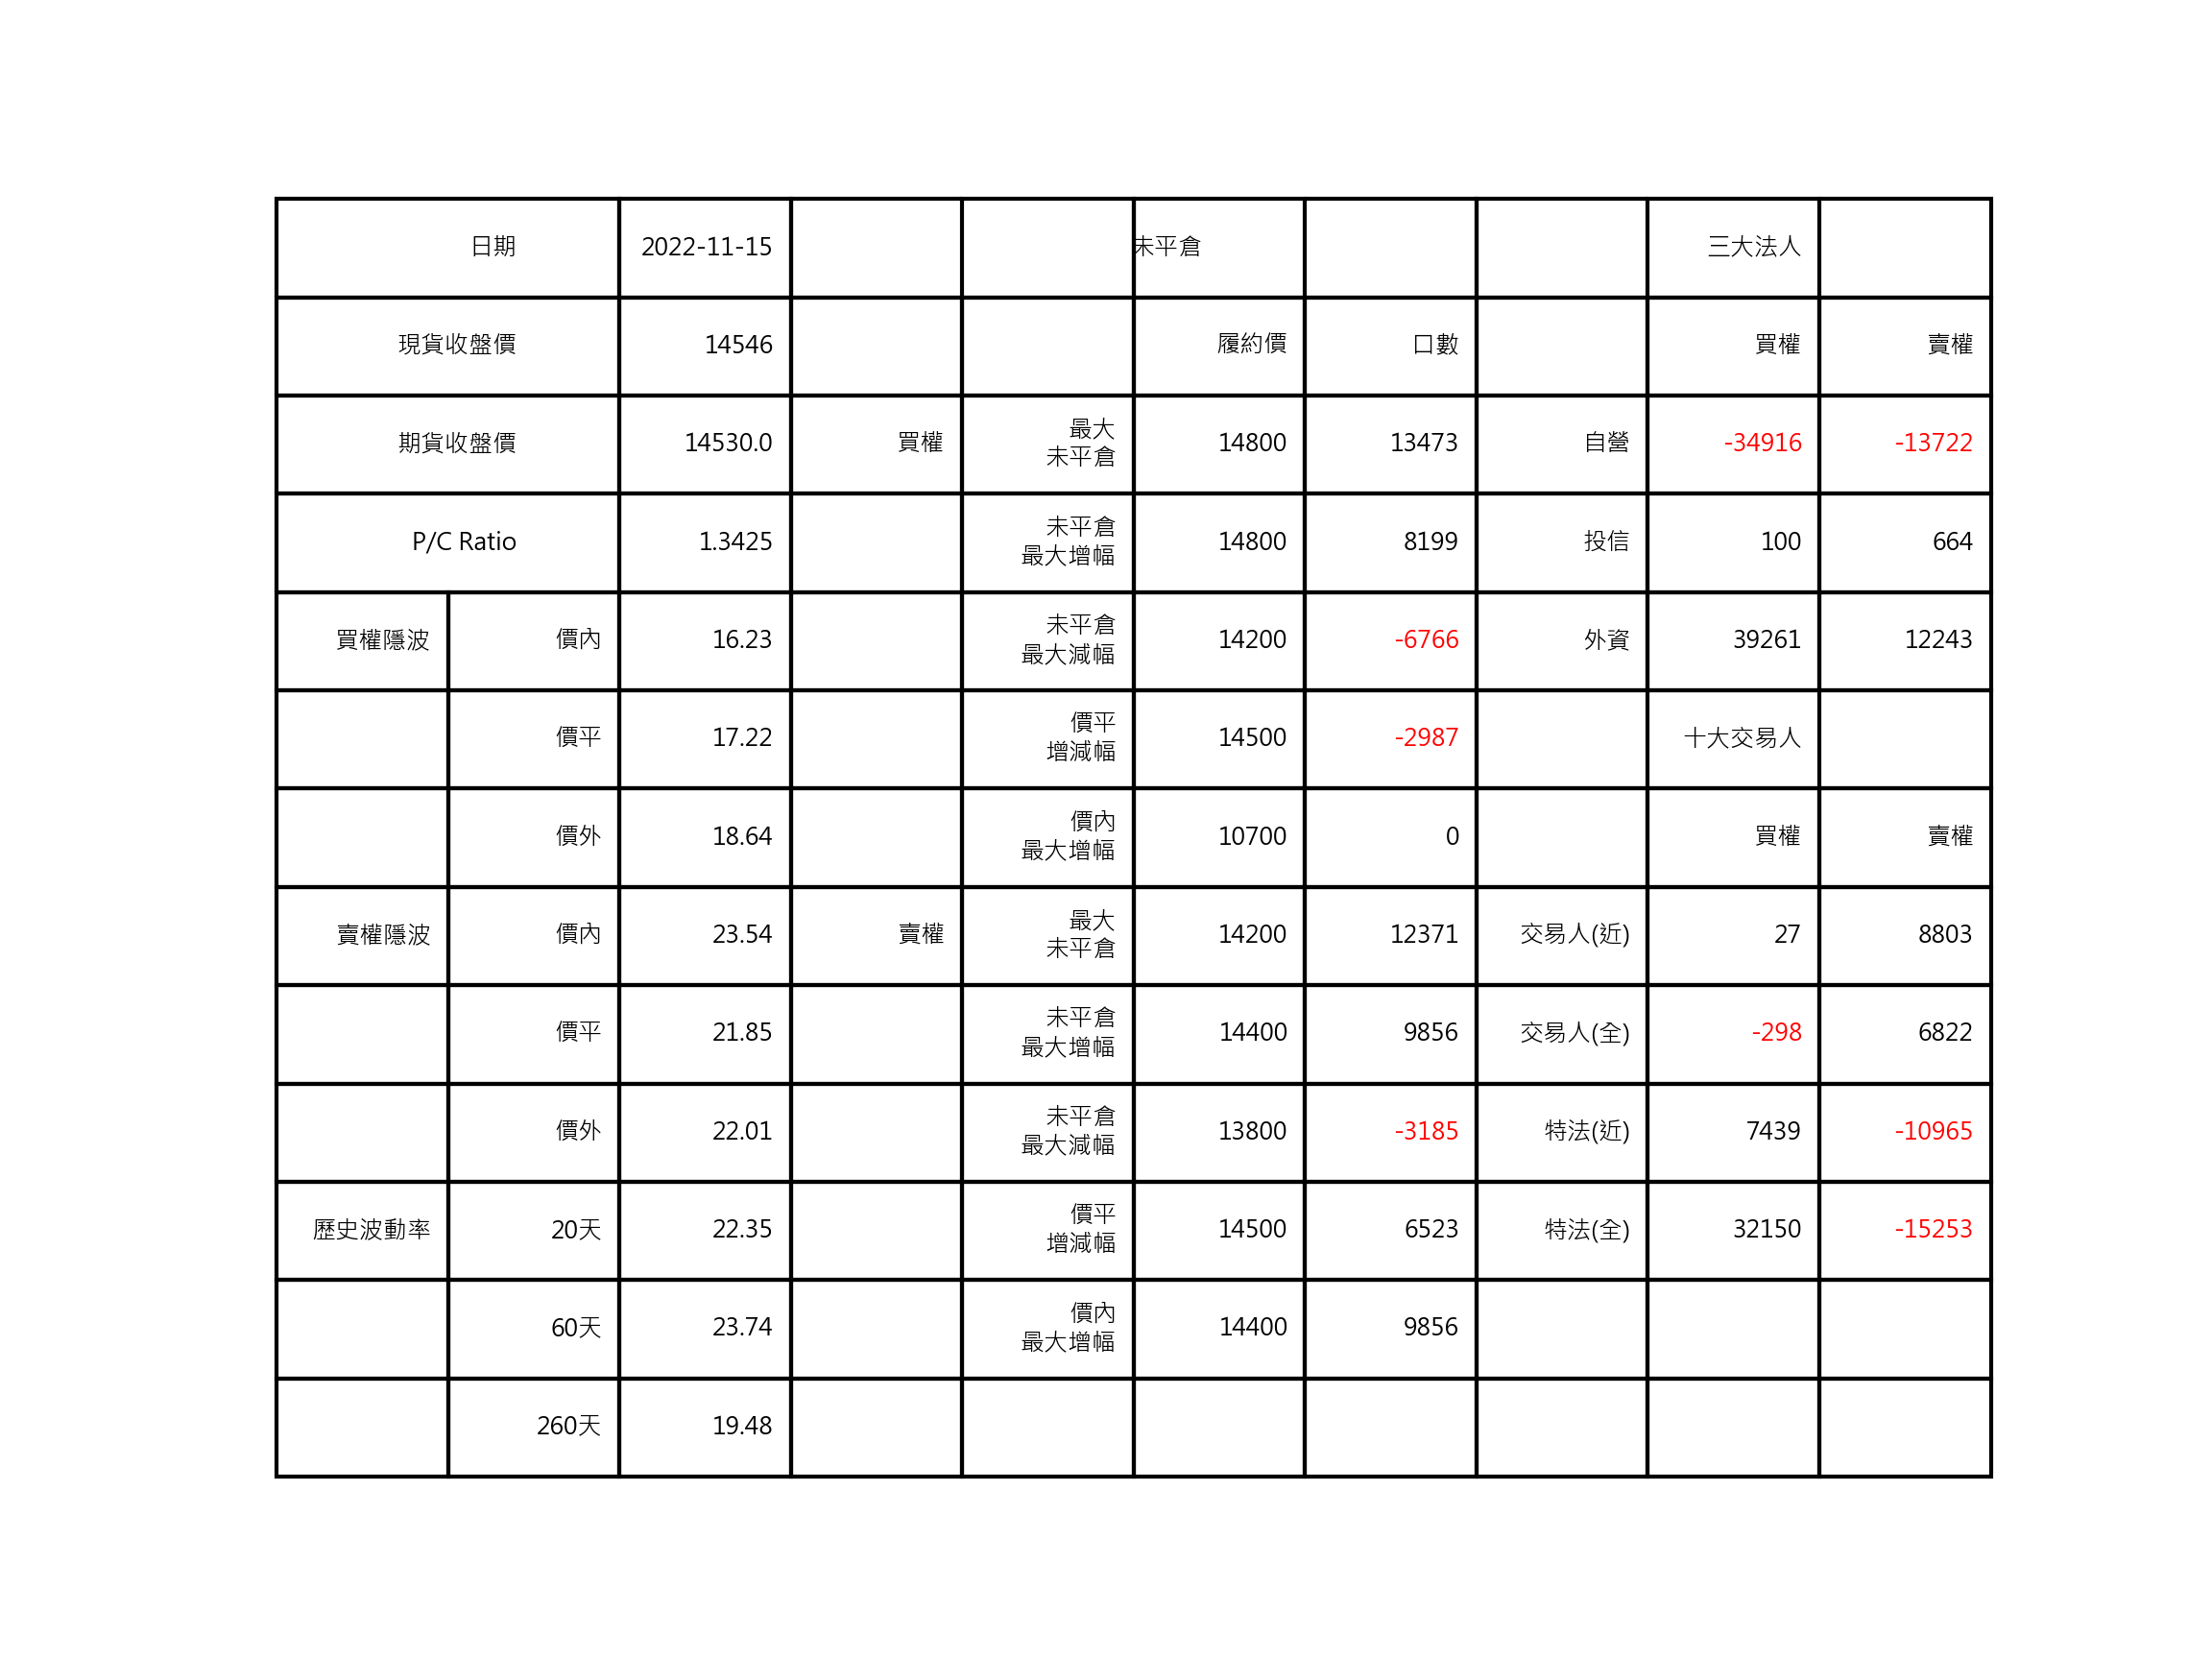 日期 2022-11-15 未平倉 三大法人
現貨收盤價 14546 履約價 口數 買權 賣權
期貨收盤價 14530.0 買權 最大 未平倉 14800 13473 自營 -34916 -13722
P/C Ratio 1.3425 未平倉 最大增幅 14800 8199 投信 100 664
買權隱波 價內 16.23 未平倉 最大減幅 14200 -6766 外資 39261 12243
價平 17.22 價平 增減幅 14500 -2987 十大交易人
價外 18.64 價內 最大增幅 10700 0 買權 賣權
賣權隱波 價內 23.54 賣權 最大 未平倉 14200 12371 交易人(近) 27 8803
價平 21.85 未平倉 最大增幅 14400 9856 交易人(全) -298 6822
價外 22.01 未平倉 最大減幅 13800 -3185 特法(近) 7439 -10965
歷史波動率 20天 22.35 價平 增減幅 14500 6523 特法(全) 32150 -15253
60天 23.74 價內 最大增幅 14400 9856
260天 19.48